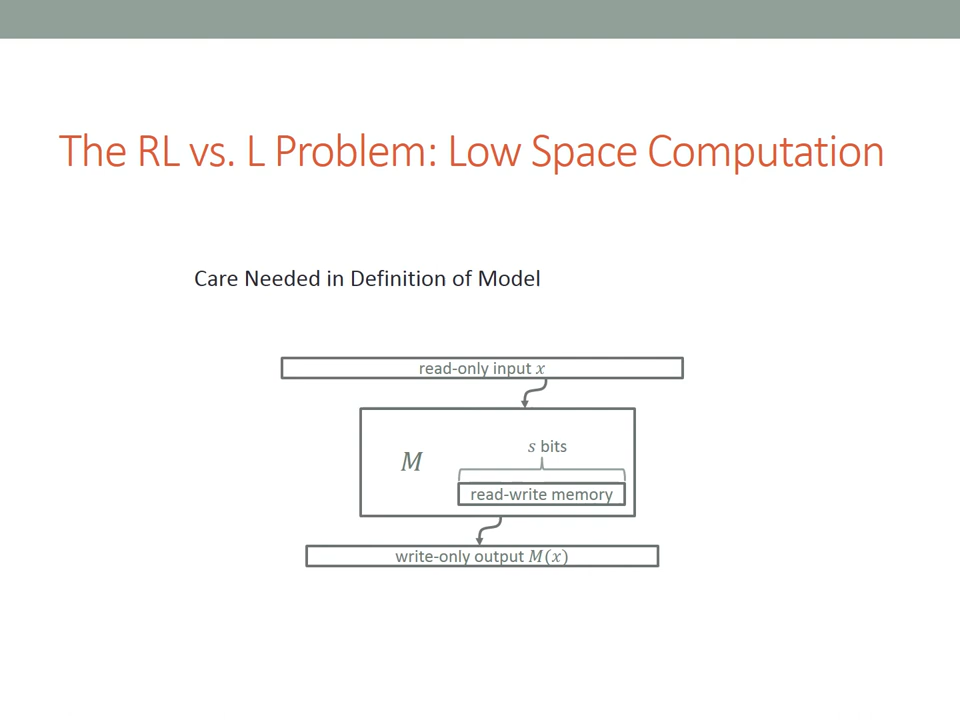 The RL vs. L Problem: Low Space Computation
Care Needed in Definition of Model
read-only input x
s bits
M
read-write memory
write-only output M(x)